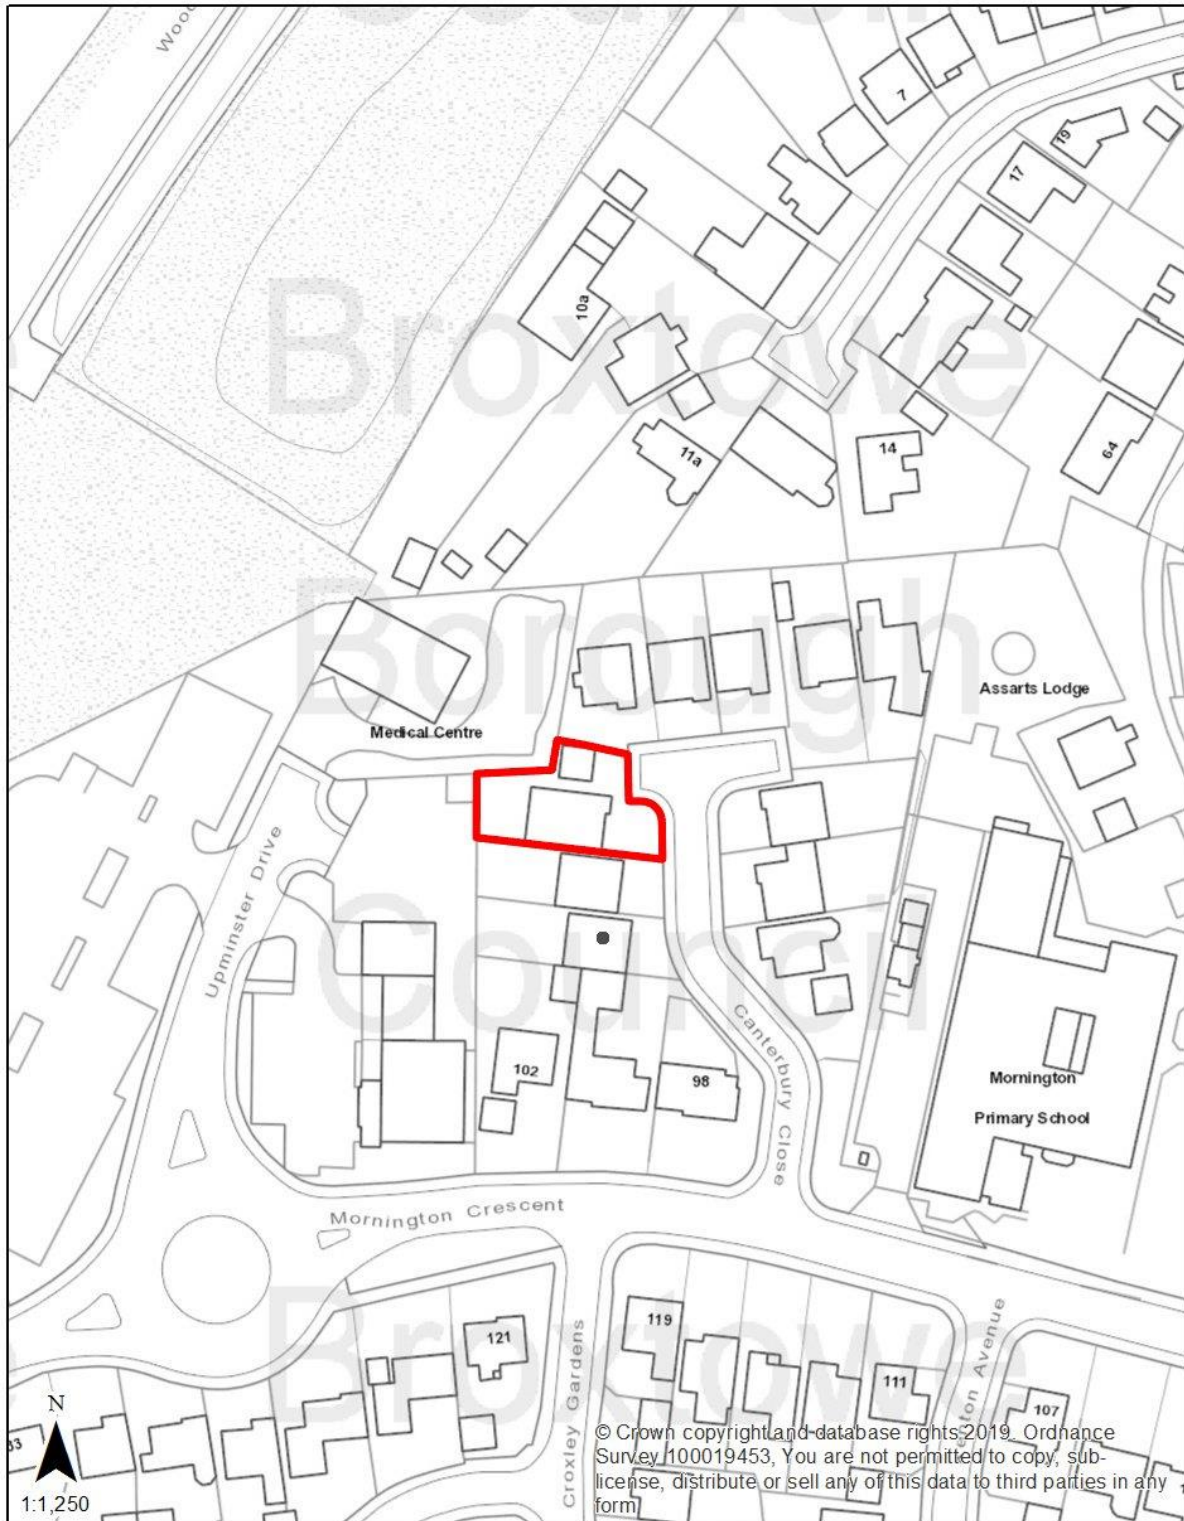 Wood
7
19
17
10a
11a
14
64
Broxtowe
Borough
Council
Assarts Lodge
Medical Centre
Upminster Drive
Canterbury Close
102
98
Mornington
Primary School
Mornington Crescent
Broxtowe
119
121
111
107
Croxley Gardens
enton Avenue
33
N
1:1,250
© Crown copyright and database rights 2019. Ordnance
Survey 100019453, You are not permitted to copy, sub-
license, distribute or sell any of this data to third parties in any
form